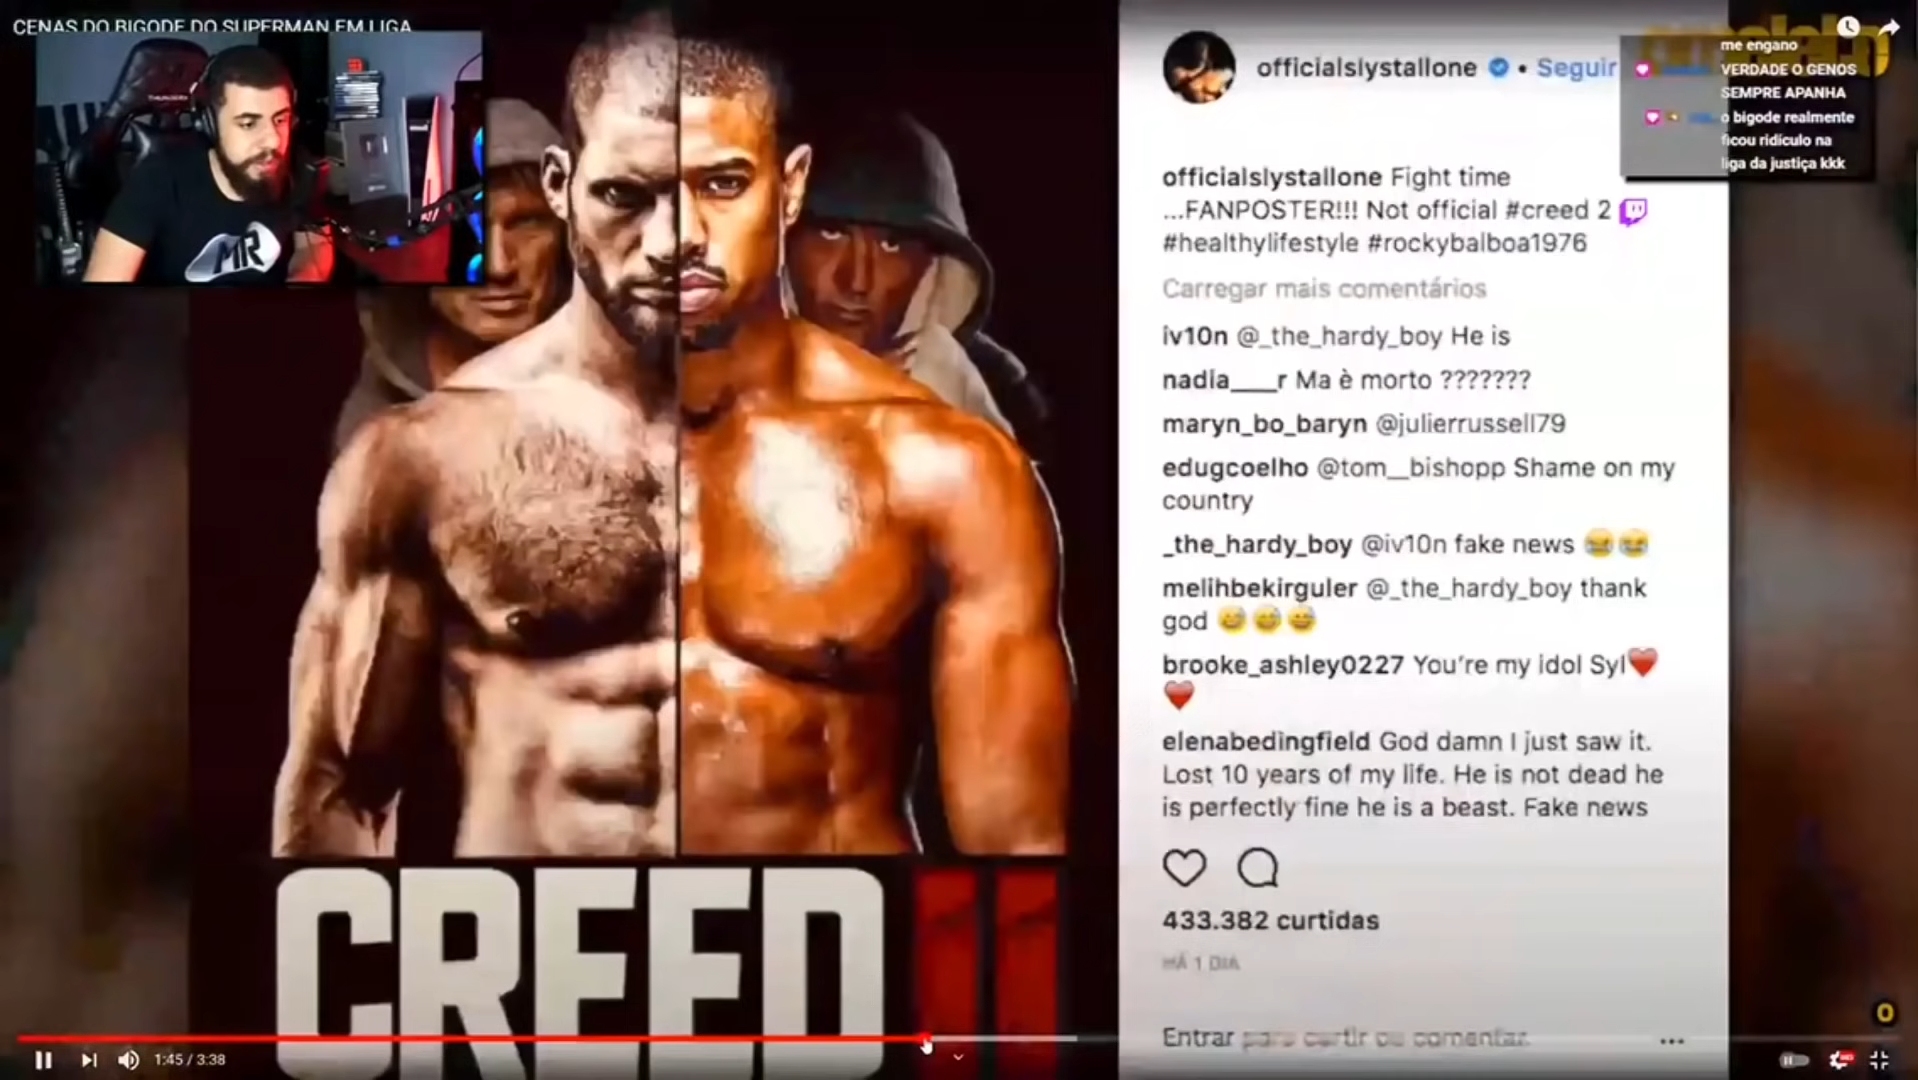 CENAS DO BIGODE DO SUPERMAN EM LIGA
officialslystallone • Seguir
me engano
VERDADE O GENOS
SEMPRE APANHA
o bigode realmente
ficou ridículo na
liga da justiça kkk
officialslystallone Fight time
...FANPOSTER!!! Not official #creed 2
#healthylifestyle #rockybalboa1976
Carregar mais comentários
iv10n @_the_hardy_boy He is
nadia___r Ma è morto ???????
maryn_bo_baryn @julierrussell79
edugcoelho @tom__bishopp Shame on my
country
_the_hardy_boy @iv10n fake news 😂😂
melihbekirguler @_the_hardy_boy thank
god 😅😅😅
brooke_ashley0227 You're my idol Syl❤️
❤️
elenabedingfield God damn I just saw it.
Lost 10 years of my life. He is not dead he
is perfectly fine he is a beast. Fake news
433.382 curtidas
HÁ 1 DIA
Entrar para curtir ou comentar.
CREED II
1:45 / 3:38
MR